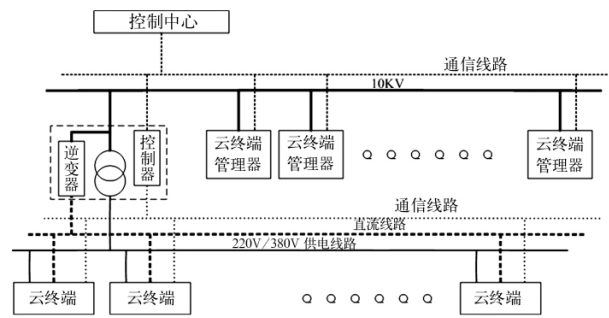 控制中心
通信线路
10KV
逆变器
控制器
云终端
管理器
云终端
管理器
云终端
管理器
通信线路
直流线路
220V/380V 供电线路
云终端
云终端
云终端